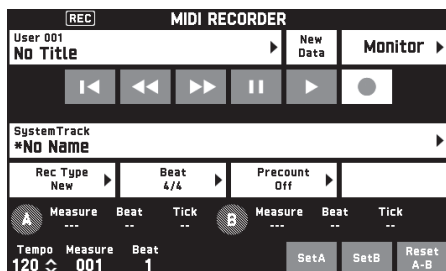 REC MIDI RECORDER
User 001
No Title
New
Data
Monitor
SystemTrack
*No Name
Rec Type
New
Beat
4/4
Precount
Off
A Measure Beat Tick B Measure Beat Tick
--- -- -- --- -- --
Tempo Measure Beat
120 001 1
SetA SetB Reset
A-B